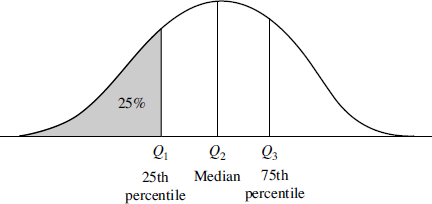 25%
Q1 Q2 Q3
25th Median 75th
percentile percentile